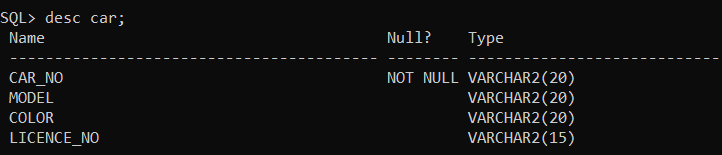 SQL> desc car;
Name Null? Type
----------------------------------------- -------- ----------------------------
CAR_NO NOT NULL VARCHAR2(20)
MODEL VARCHAR2(20)
COLOR VARCHAR2(20)
LICENCE_NO VARCHAR2(15)